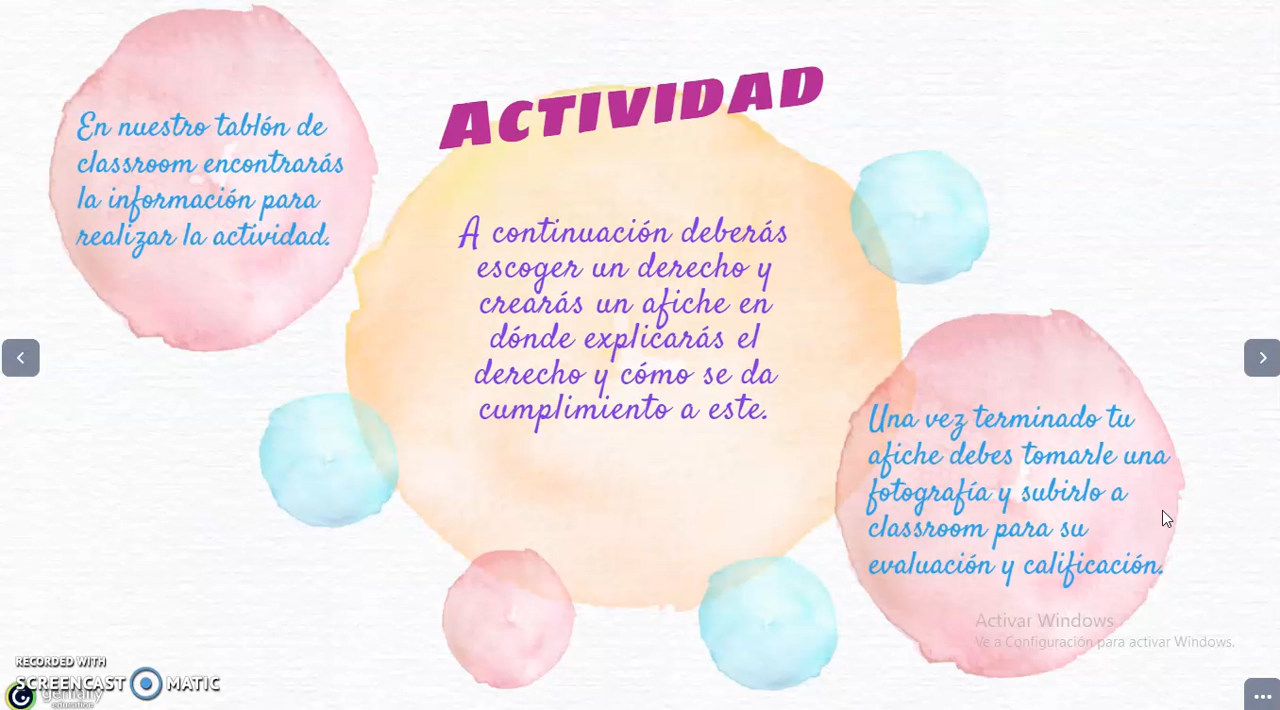 ACTIVIDAD
En nuestro tablón de
classroom encontrarás
la información para
realizar la actividad.
A continuación deberás
escoger un derecho y
crearás un afiche en
dónde explicarás el
derecho y cómo se da
cumplimiento a este.
Una vez terminado tu
afiche debes tomarle una
fotografía y subirlo a
classroom para su
evaluación y calificación.
Activar Windows
Ve a Configuración para activar Windows.
RECORDED WITH
SCREENCAST MATIC
genially
education